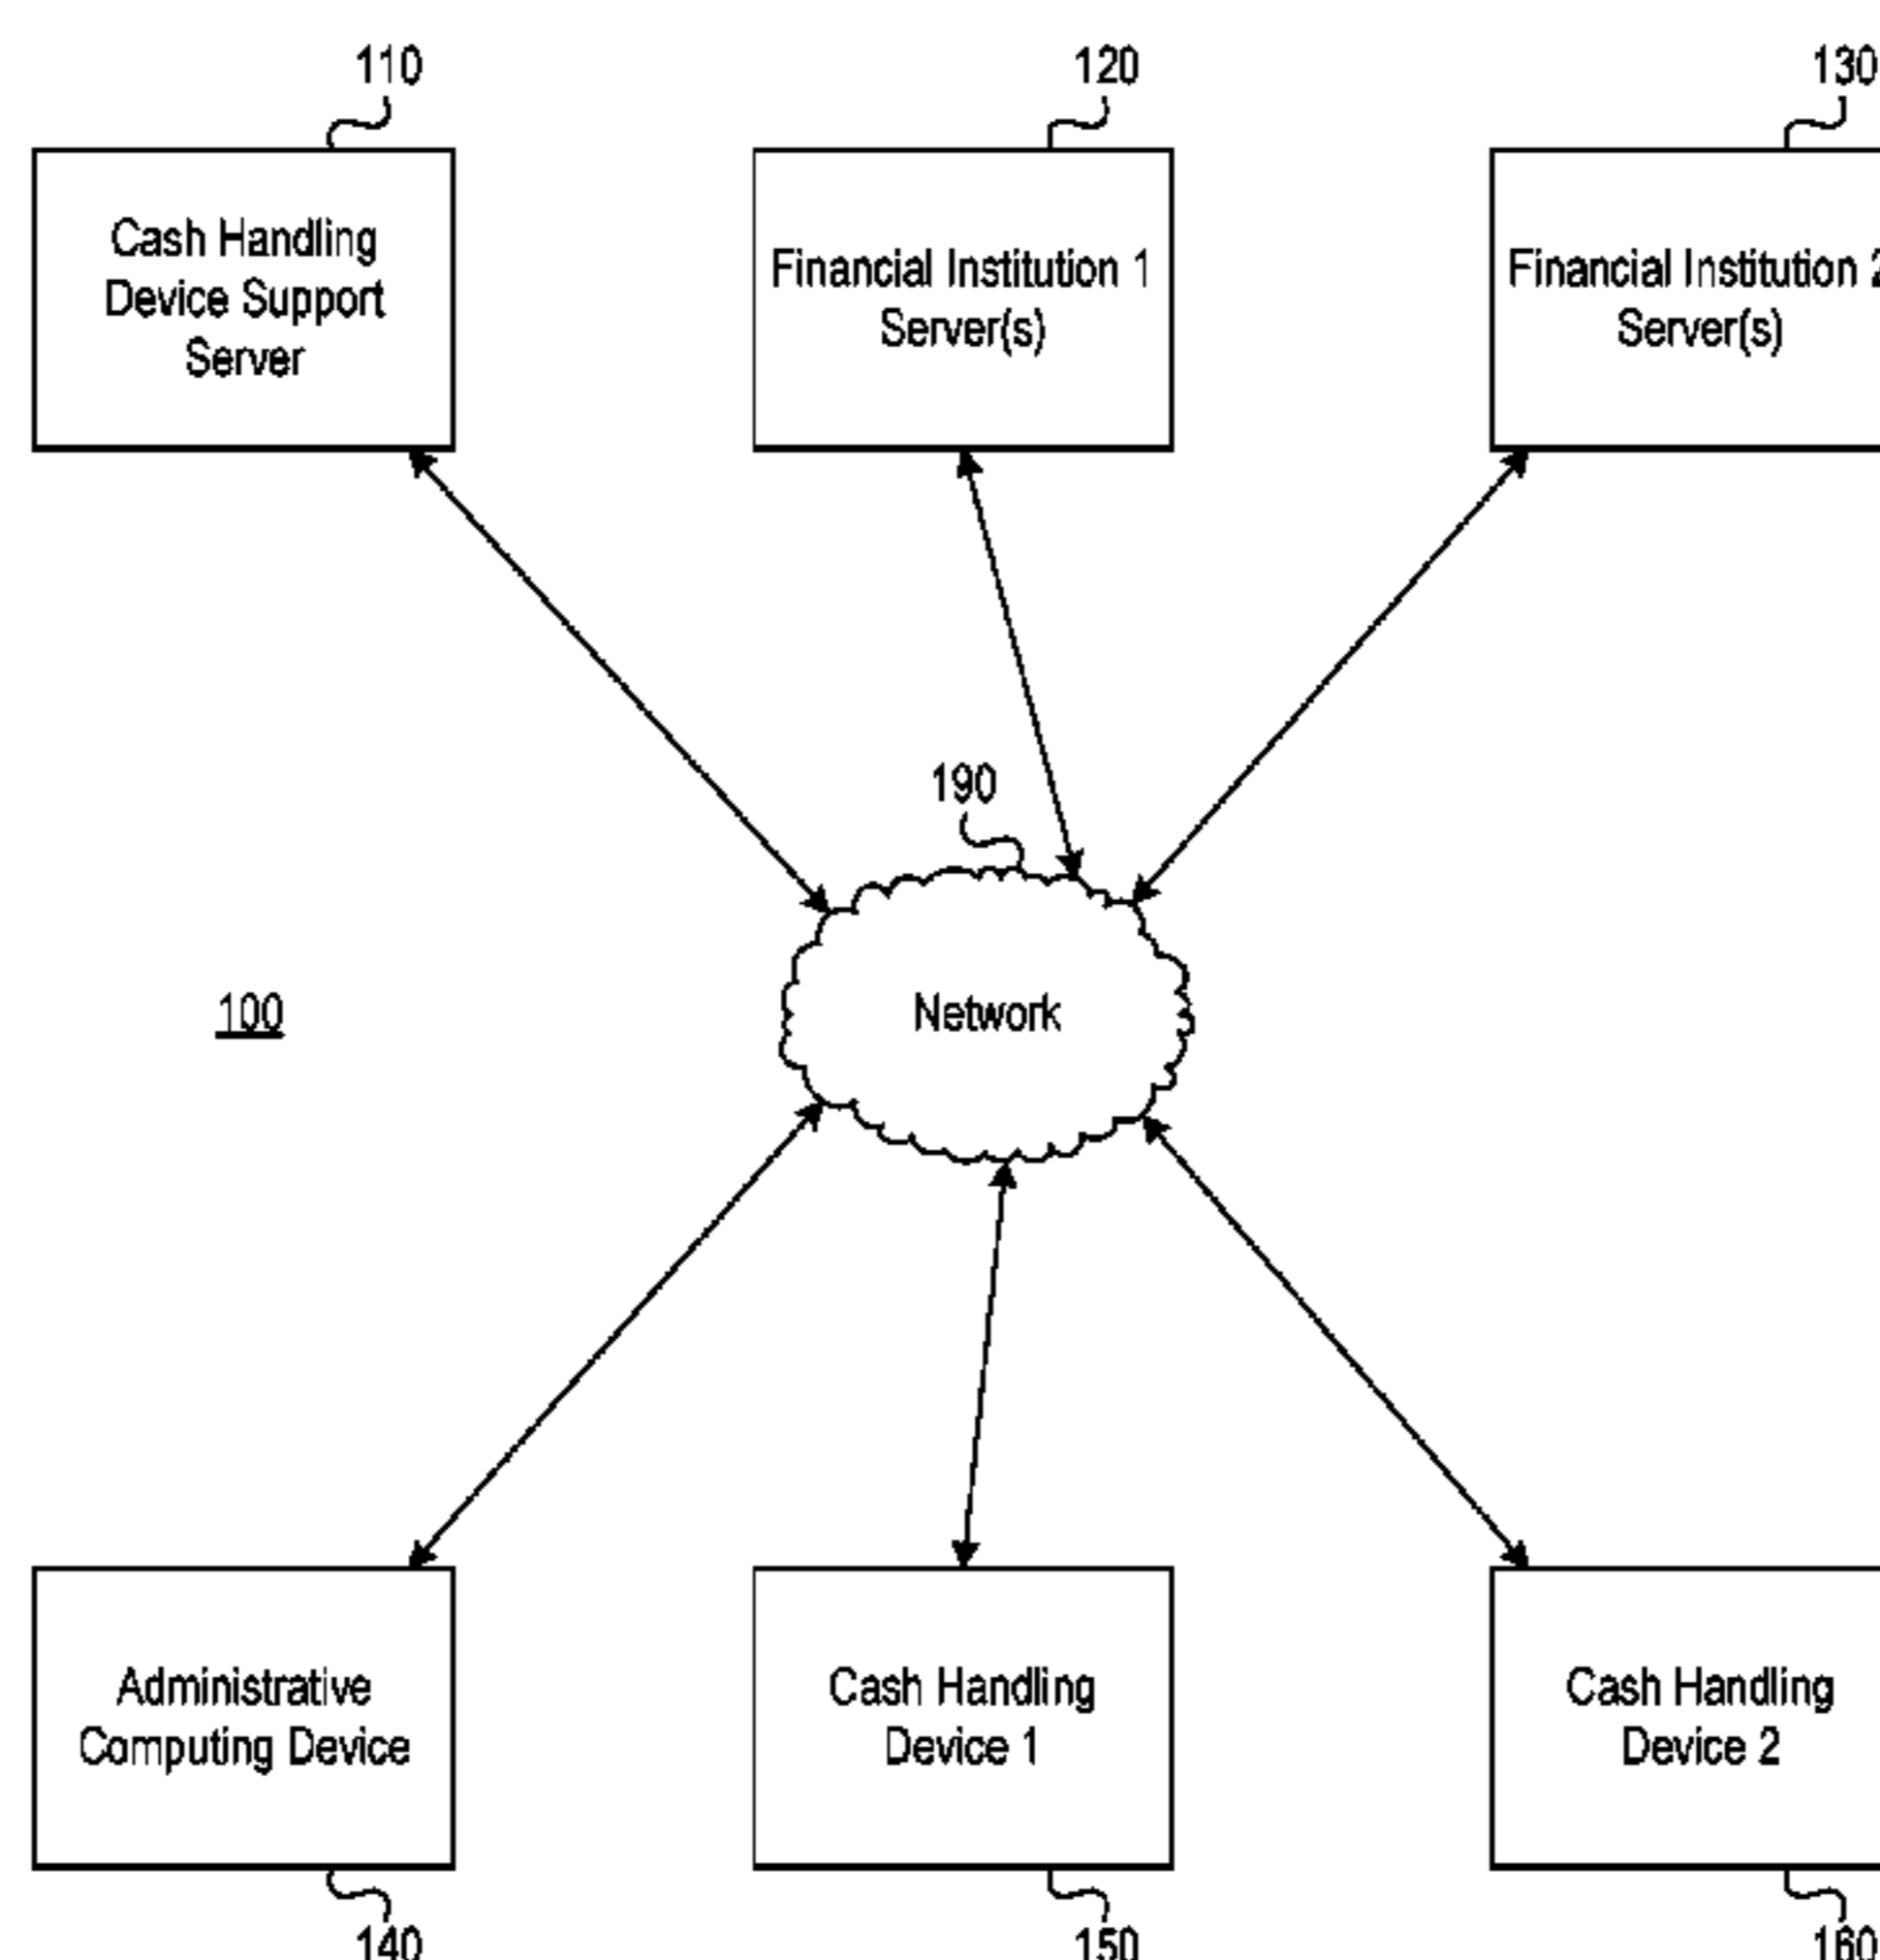 110
120
130
Cash Handling
Device Support
Server
Financial Institution 1
Server(s)
Financial Institution 2
Server(s)
190
Network
100
Administrative
Computing Device
Cash Handling
Device 1
Cash Handling
Device 2
140
150
160